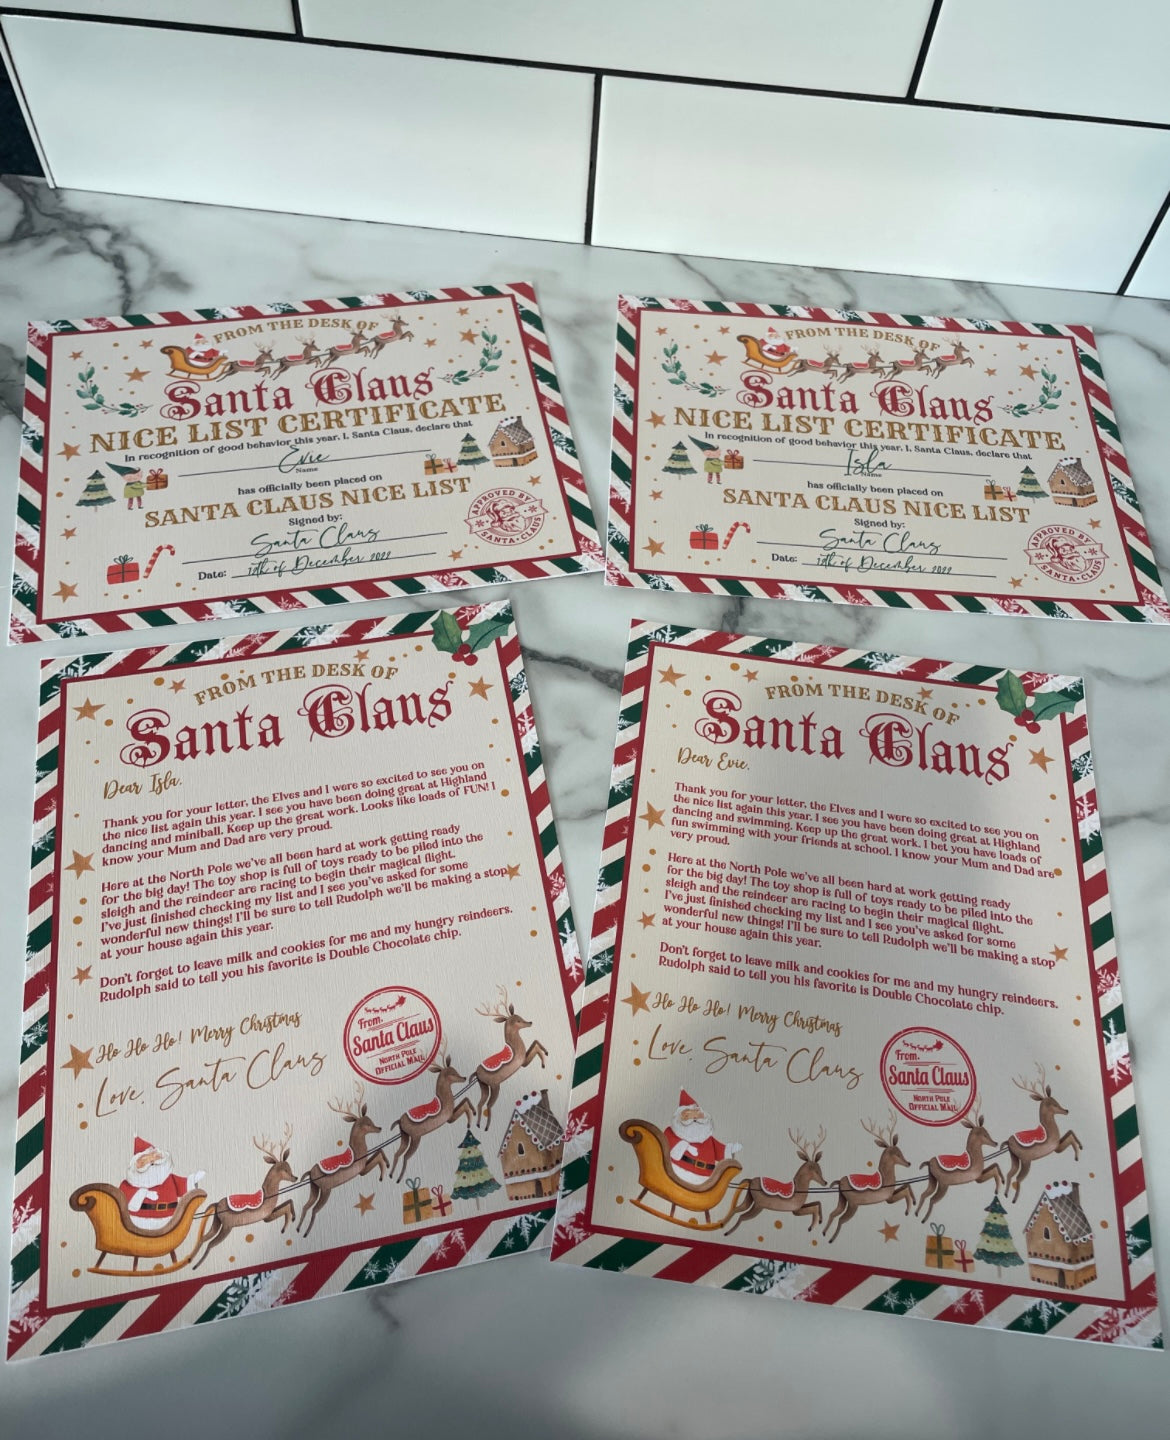 FROM THE DESK OF
Santa Claus
NICE LIST CERTIFICATE
In recognition of good behavior this year, I, Santa Claus, declare that
Evie
Name
has officially been placed on
SANTA CLAUS NICE LIST
Signed by:
Santa Claus
Date: of December 2022
APPROVED BY
SANTA CLAUS
FROM THE DESK OF
Santa Claus
NICE LIST CERTIFICATE
In recognition of good behavior this year, I, Santa Claus, declare that
Isla
Name
has officially been placed on
SANTA CLAUS NICE LIST
Signed by:
Santa Claus
Date: of December 2022
APPROVED BY
SANTA CLAUS
FROM THE DESK OF
Santa Claus
Dear Isla,
Thank you for your letter, the Elves and I were so excited to see you on
the nice list again this year. I see you have been doing great at Highland
dancing and miniball. Keep up the great work. Looks like loads of FUN! I
know your Mum and Dad are very proud.
Here at the North Pole we've all been hard at work getting ready
for the big day! The toy shop is full of toys ready to be piled into the
sleigh and the reindeer are racing to begin their magical flight.
I've just finished checking my list and I see you've asked for some
wonderful new things! I'll be sure to tell Rudolph we'll be making a stop
at your house again this year.
Don't forget to leave milk and cookies for me and my hungry reindeers.
Rudolph said to tell you his favorite is Double Chocolate chip.
Ho Ho Ho! Merry Christmas
Love, Santa Claus
From,
Santa Claus
NORTH POLE
OFFICIAL MAIL
FROM THE DESK OF
Santa Claus
Dear Evie,
Thank you for your letter, the Elves and I were so excited to see you on
the nice list again this year. I see you have been doing great at Highland
dancing and swimming. Keep up the great work. I bet you have loads of
fun swimming with your friends at school. I know your Mum and Dad are
very proud.
Here at the North Pole we've all been hard at work getting ready
for the big day! The toy shop is full of toys ready to be piled into the
sleigh and the reindeer are racing to begin their magical flight.
I've just finished checking my list and I see you've asked for some
wonderful new things! I'll be sure to tell Rudolph we'll be making a stop
at your house again this year.
Don't forget to leave milk and cookies for me and my hungry reindeers.
Rudolph said to tell you his favorite is Double Chocolate chip.
Ho Ho Ho! Merry Christmas
Love, Santa Claus
From,
Santa Claus
NORTH POLE
OFFICIAL MAIL